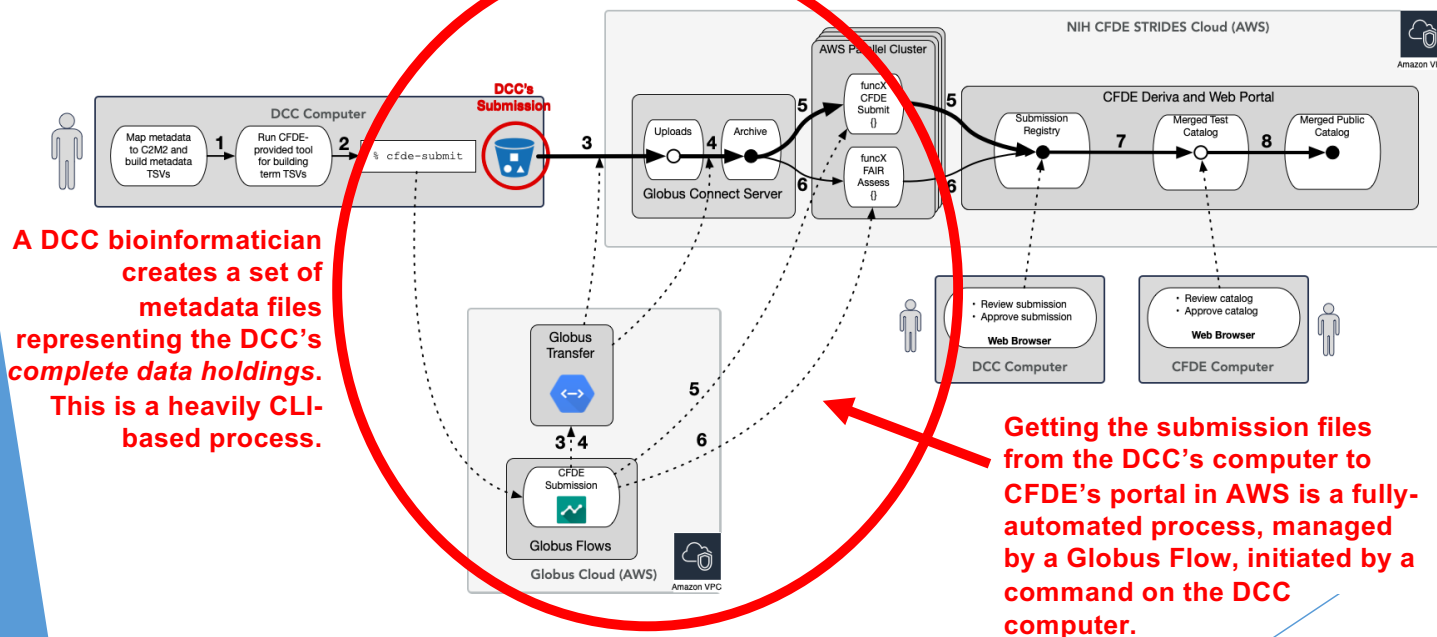 NIH CFDE STRIDES Cloud (AWS)
Amazon VP
DCC Computer
Map metadata
to C2M2 and
build metadata
TSVs
1
Run CFDE-
provided tool
for building
term TSVs
2
% cfde-submit
DCC's
Submission
3
Uploads
4
Archive
Globus Connect Server
5
6
AWS Parallel Cluster
funcX
CFDE
Submit
{}
funcX
FAIR
Assess
{}
5
6
CFDE Deriva and Web Portal
Submission
Registry
7
Merged Test
Catalog
8
Merged Public
Catalog
A DCC bioinformatician
creates a set of
metadata files
representing the DCC's
complete data holdings.
This is a heavily CLI-
based process.
Globus
Transfer
3
4
5
6
CFDE
Submission
Globus Flows
Globus Cloud (AWS)
Amazon VPC
• Review submission
• Approve submission
Web Browser
DCC Computer
• Review catalog
• Approve catalog
Web Browser
CFDE Computer
Getting the submission files
from the DCC's computer to
CFDE's portal in AWS is a fully-
automated process, managed
by a Globus Flow, initiated by a
command on the DCC
computer.